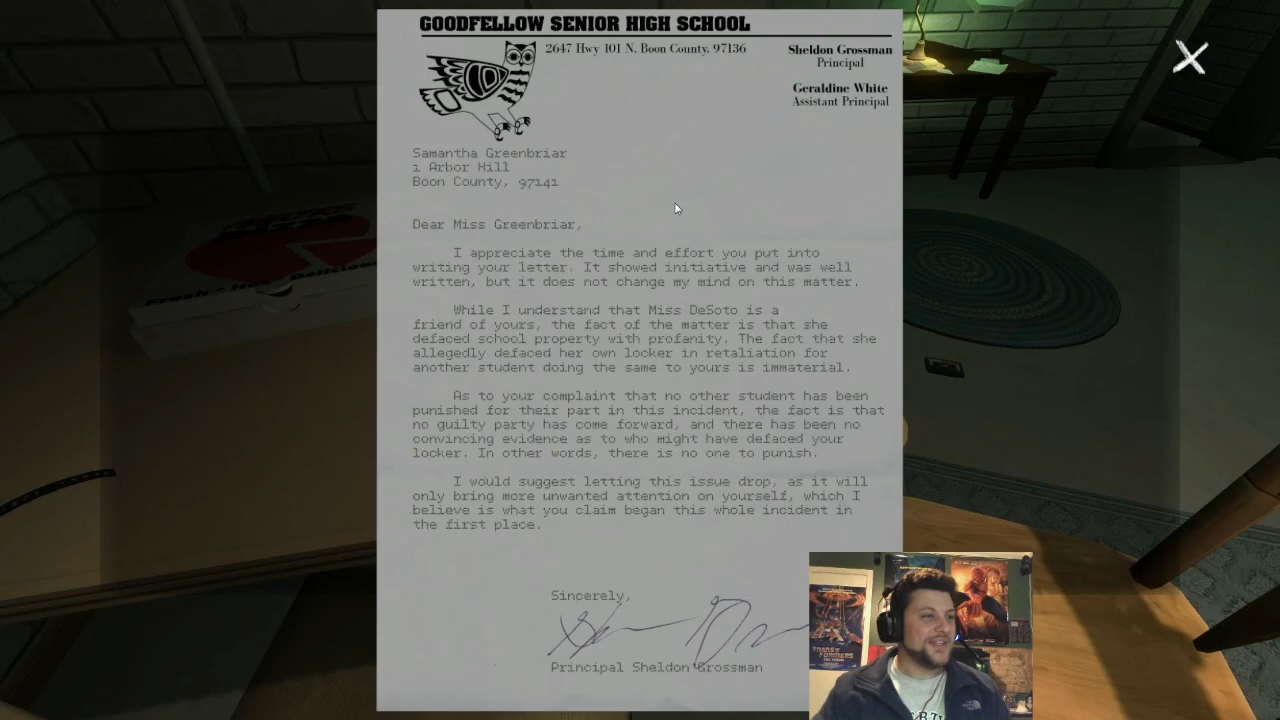 GOODFELLOW SENIOR HIGH SCHOOL
2647 Hwy 101 N. Boon County, 97136
Sheldon Grossman
Principal
Geraldine White
Assistant Principal
Samantha Greenbriar
1 Arbor Hill
Boon County, 97141
Dear Miss Greenbriar,
I appreciate the time and effort you put into
writing your letter. It showed initiative and was well
written, but it does not change my mind on this matter.
While I understand that Miss DeSoto is a
friend of yours, the fact of the matter is that she
defaced school property with profanity. The fact that she
allegedly defaced her own locker in retaliation for
another student doing the same to yours is immaterial.
As to your complaint that no other student has been
punished for their part in this incident, the fact is that
no guilty party has come forward, and there has been no
convincing evidence as to who might have defaced your
locker. In other words, there is no one to punish.
I would suggest letting this issue drop, as it will
only bring more unwanted attention on yourself, which I
believe is what you claim began this whole incident in
the first place.
Sincerely,
Principal Sheldon Grossman
TRANSFORMERS